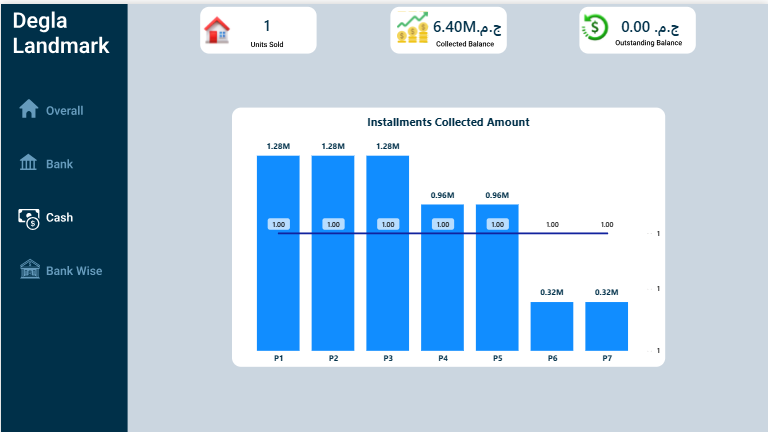 Degla
Landmark
Overall
Bank
Cash
Bank Wise
1
Units Sold
6.40M ج.م.
Collected Balance
0.00 ج.م.
Outstanding Balance
Installments Collected Amount
1.28M 1.28M 1.28M 0.96M 0.96M 0.32M 0.32M
1.00 1.00 1.00 1.00 1.00 1.00 1.00
1
1
1
P1 P2 P3 P4 P5 P6 P7